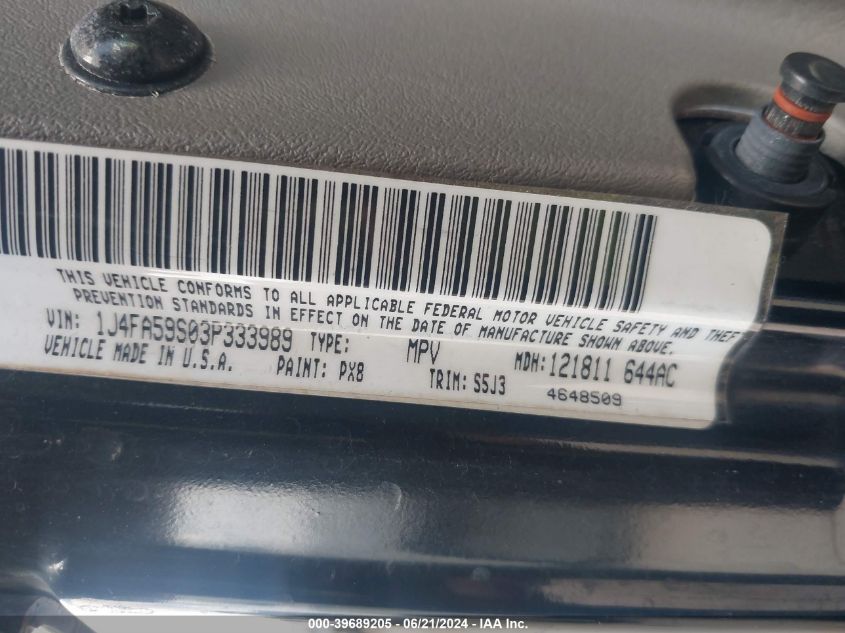 THIS VEHICLE CONFORMS TO ALL APPLICABLE FEDERAL MOTOR VEHICLE SAFETY AND THEF
PREVENTION STANDARDS IN EFFECT ON THE DATE OF MANUFACTURE SHOWN ABOVE.
VIN: 1J4FA59S03P333989 TYPE: MPV MDH:121811 644AC
VEHICLE MADE IN U.S.A. PAINT: PX8 TRIM: S5J3 4648509
000-39689205 - 06/21/2024 - IAA Inc.